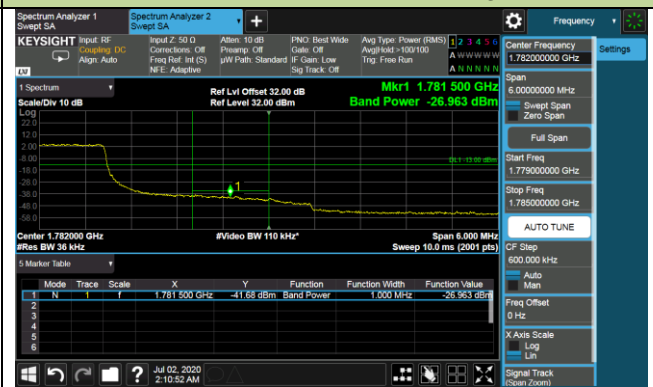 Spectrum Analyzer 1
Swept SA
Spectrum Analyzer 2
Swept SA
Frequency
KEYSIGHT
Input: RF
Coupling: DC
Align: Auto
Input Z: 50 Ω
Corrections: Off
Freq Ref: Int (S)
NFE: Adaptive
Atten: 10 dB
Preamp: Off
µW Path: Standard
PNO: Best Wide
Gate: Off
IF Gain: Low
Sig Track: Off
Avg Type: Power (RMS)
Avg|Hold:>100/100
Trig: Free Run
1 2 3 4 5 6
A W W W W W
A N N N N N
1 Spectrum
Scale/Div 10 dB
Ref Lvl Offset 32.00 dB
Ref Level 32.00 dBm
Mkr1 1.781 500 GHz
Band Power -26.963 dBm
Log
22.0
12.0
2.00
-8.00
-18.0
-28.0
-38.0
-48.0
-58.0
DL1 -13.00 dBm
1
Center 1.782000 GHz
#Video BW 110 kHz*
Span 6.000 MHz
#Res BW 36 kHz
Sweep 10.0 ms (2001 pts)
5 Marker Table
Mode Trace Scale X Y Function Function Width Function Value
1 N 1 f 1.781 500 GHz -41.68 dBm Band Power 1.000 MHz -26.963 dBm
2
3
4
5
6
Jul 02, 2020
2:10:52 AM
Center Frequency
1.782000000 GHz
Settings
Span
6.00000000 MHz
Swept Span
Zero Span
Full Span
Start Freq
1.779000000 GHz
Stop Freq
1.785000000 GHz
AUTO TUNE
CF Step
600.000 kHz
Auto
Man
Freq Offset
0 Hz
X Axis Scale
Log
Lin
Signal Track
(Span Zoom)